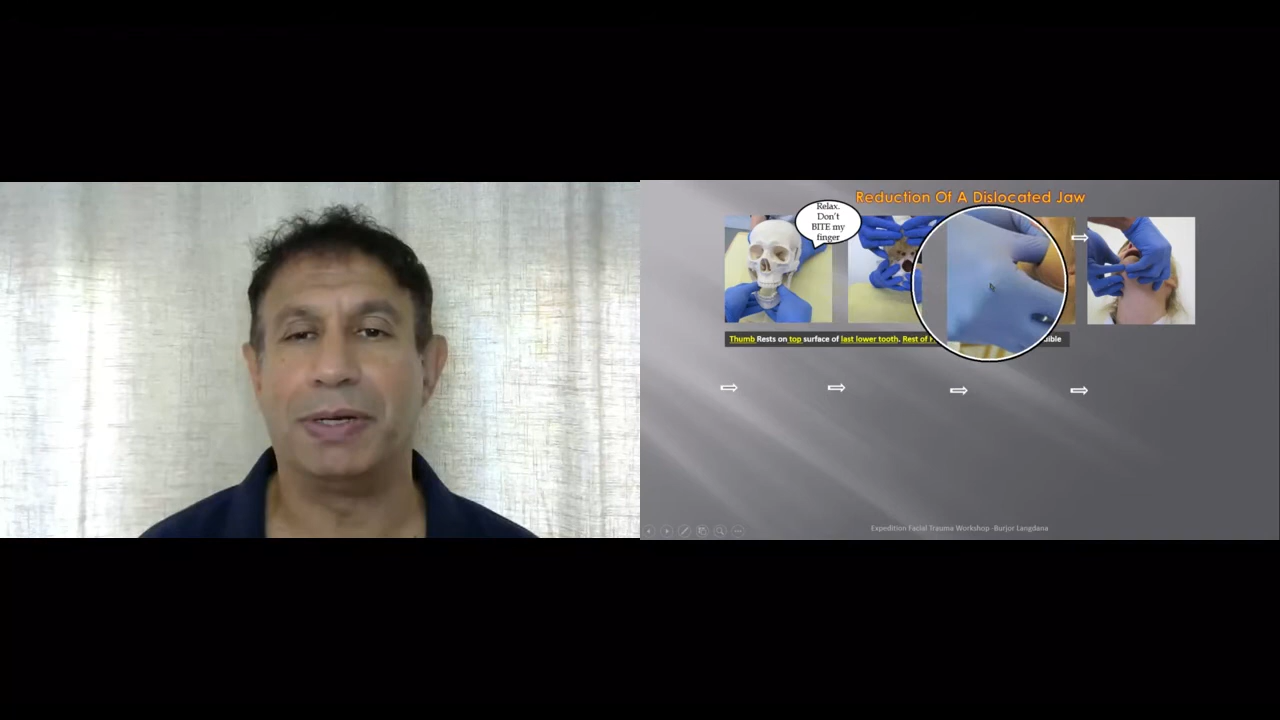 Reduction Of A Dislocated Jaw
Relax.
Don't
BITE my
finger
Thumb Rests on top surface of last lower tooth. Rest of
Expedition Facial Trauma Workshop -Burjor Langdana